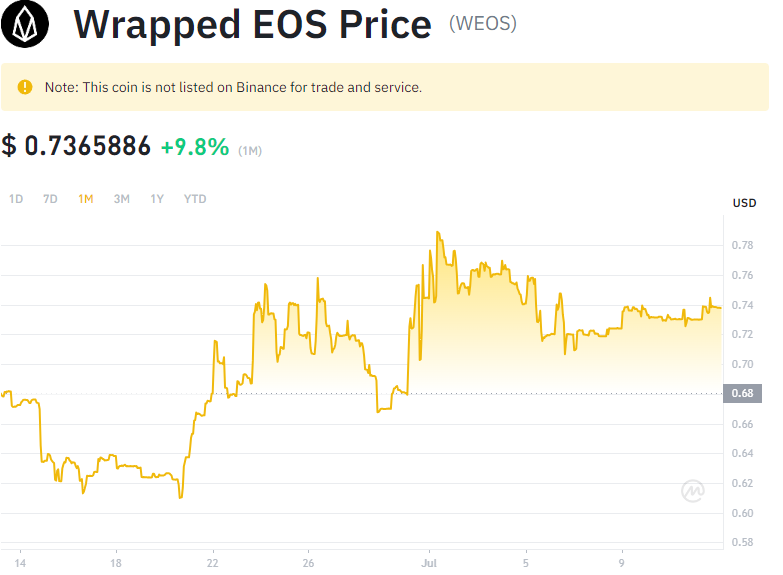 Wrapped EOS Price (WEOS)
Note: This coin is not listed on Binance for trade and service.
$ 0.7365886 +9.8% (1M)
1D 7D 1M 3M 1Y YTD
USD
0.78
0.76
0.74
0.72
0.70
0.68
0.66
0.64
0.62
0.60
0.58
14 18 22 26 Jul 5 9